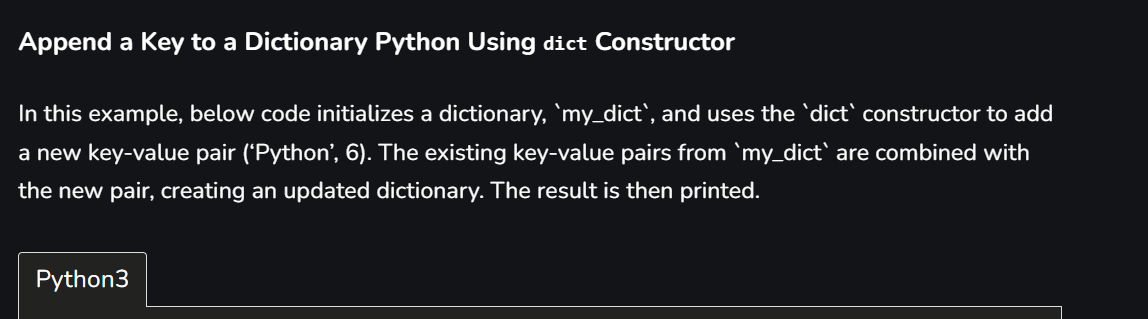 Append a Key to a Dictionary Python Using dict Constructor
In this example, below code initializes a dictionary, `my_dict`, and uses the `dict` constructor to add
a new key-value pair (‘Python’, 6). The existing key-value pairs from `my_dict` are combined with
the new pair, creating an updated dictionary. The result is then printed.
Python3